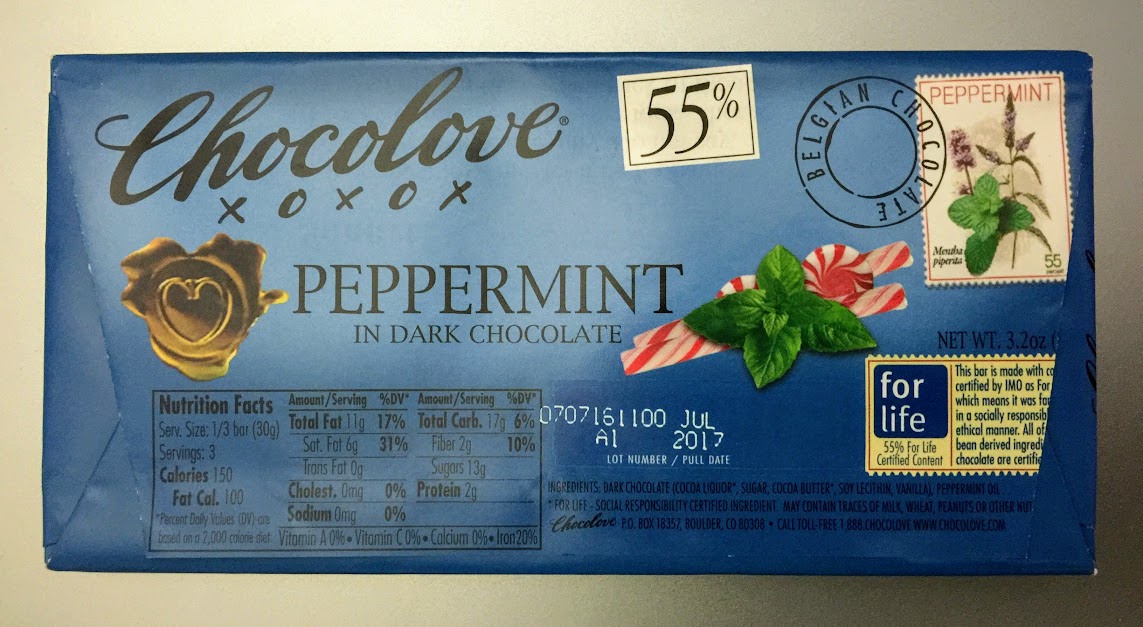 Chocolove®
XOXOX
55%
BELGIAN CHOCOLATE
PEPPERMINT
Mentha
piperita
55
PEPPERMINT
IN DARK CHOCOLATE
NET WT. 3.2oz (
for
life
55% For Life
Certified Content
This bar is made with co
certified by IMO as For
which means it was fai
in a socially responsibl
ethical manner. All of
bean derived ingredi
chocolate are certifie
Nutrition Facts
Serv. Size: 1/3 bar (30g)
Servings: 3
Calories 150
Fat Cal. 100
*Percent Daily Values (DV) are
based on a 2,000 calorie diet.
Amount/Serving %DV* Amount/Serving %DV*
Total Fat 11g 17% Total Carb. 17g 6%
Sat. Fat 6g 31% Fiber 2g 10%
Trans Fat 0g Sugars 13g
Cholest. 0mg 0% Protein 2g
Sodium 0mg 0%
Vitamin A 0% • Vitamin C 0% • Calcium 0% • Iron 20%
0707161100 JUL
A1 2017
LOT NUMBER / PULL DATE
INGREDIENTS: DARK CHOCOLATE (COCOA LIQUOR*, SUGAR, COCOA BUTTER*, SOY LECITHIN, VANILLA), PEPPERMINT OIL
* FOR LIFE - SOCIAL RESPONSIBILITY CERTIFIED INGREDIENT. MAY CONTAIN TRACES OF MILK, WHEAT, PEANUTS OR OTHER NUT
Chocolove P.O. BOX 18357, BOULDER, CO 80308 • CALL TOLL-FREE 1.888.CHOCOLOVE WWW.CHOCOLOVE.COM